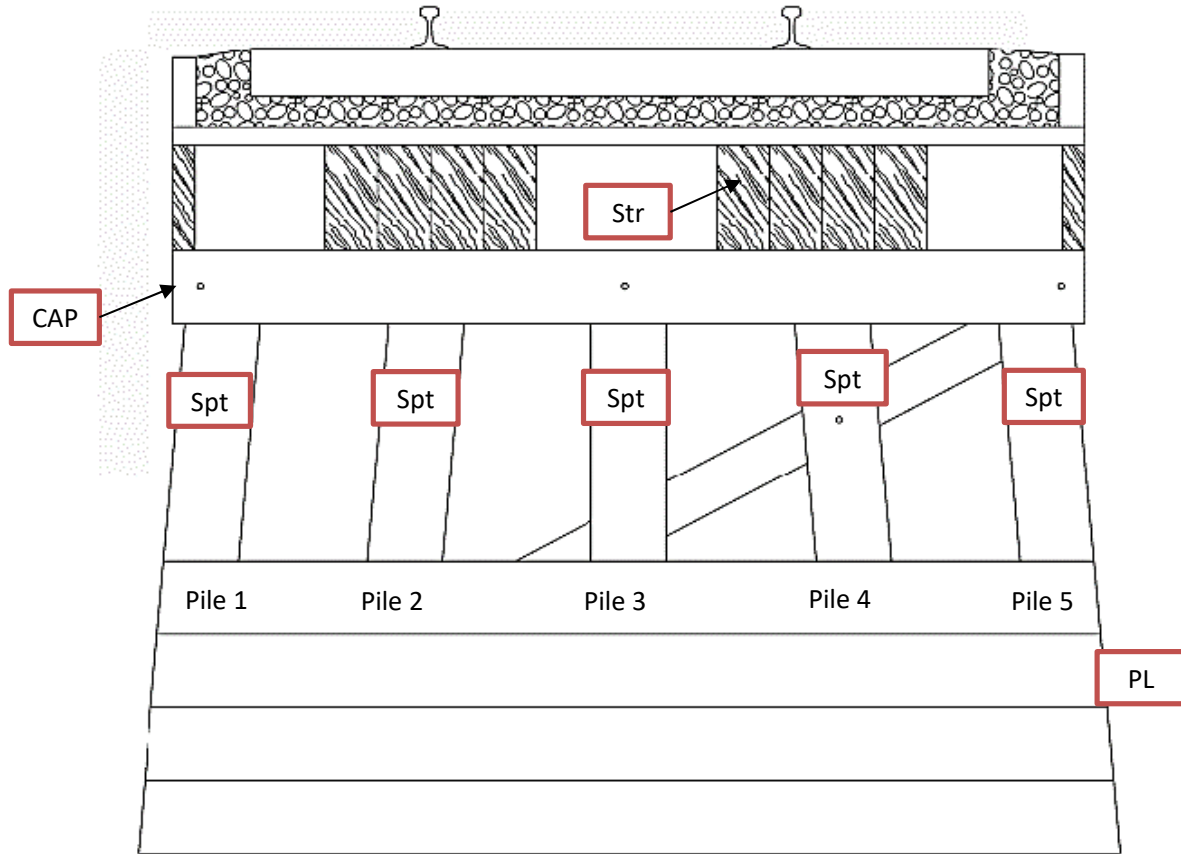 Str
CAP
Spt
Spt
Spt
Spt
Spt
Pile 1
Pile 2
Pile 3
Pile 4
Pile 5
PL